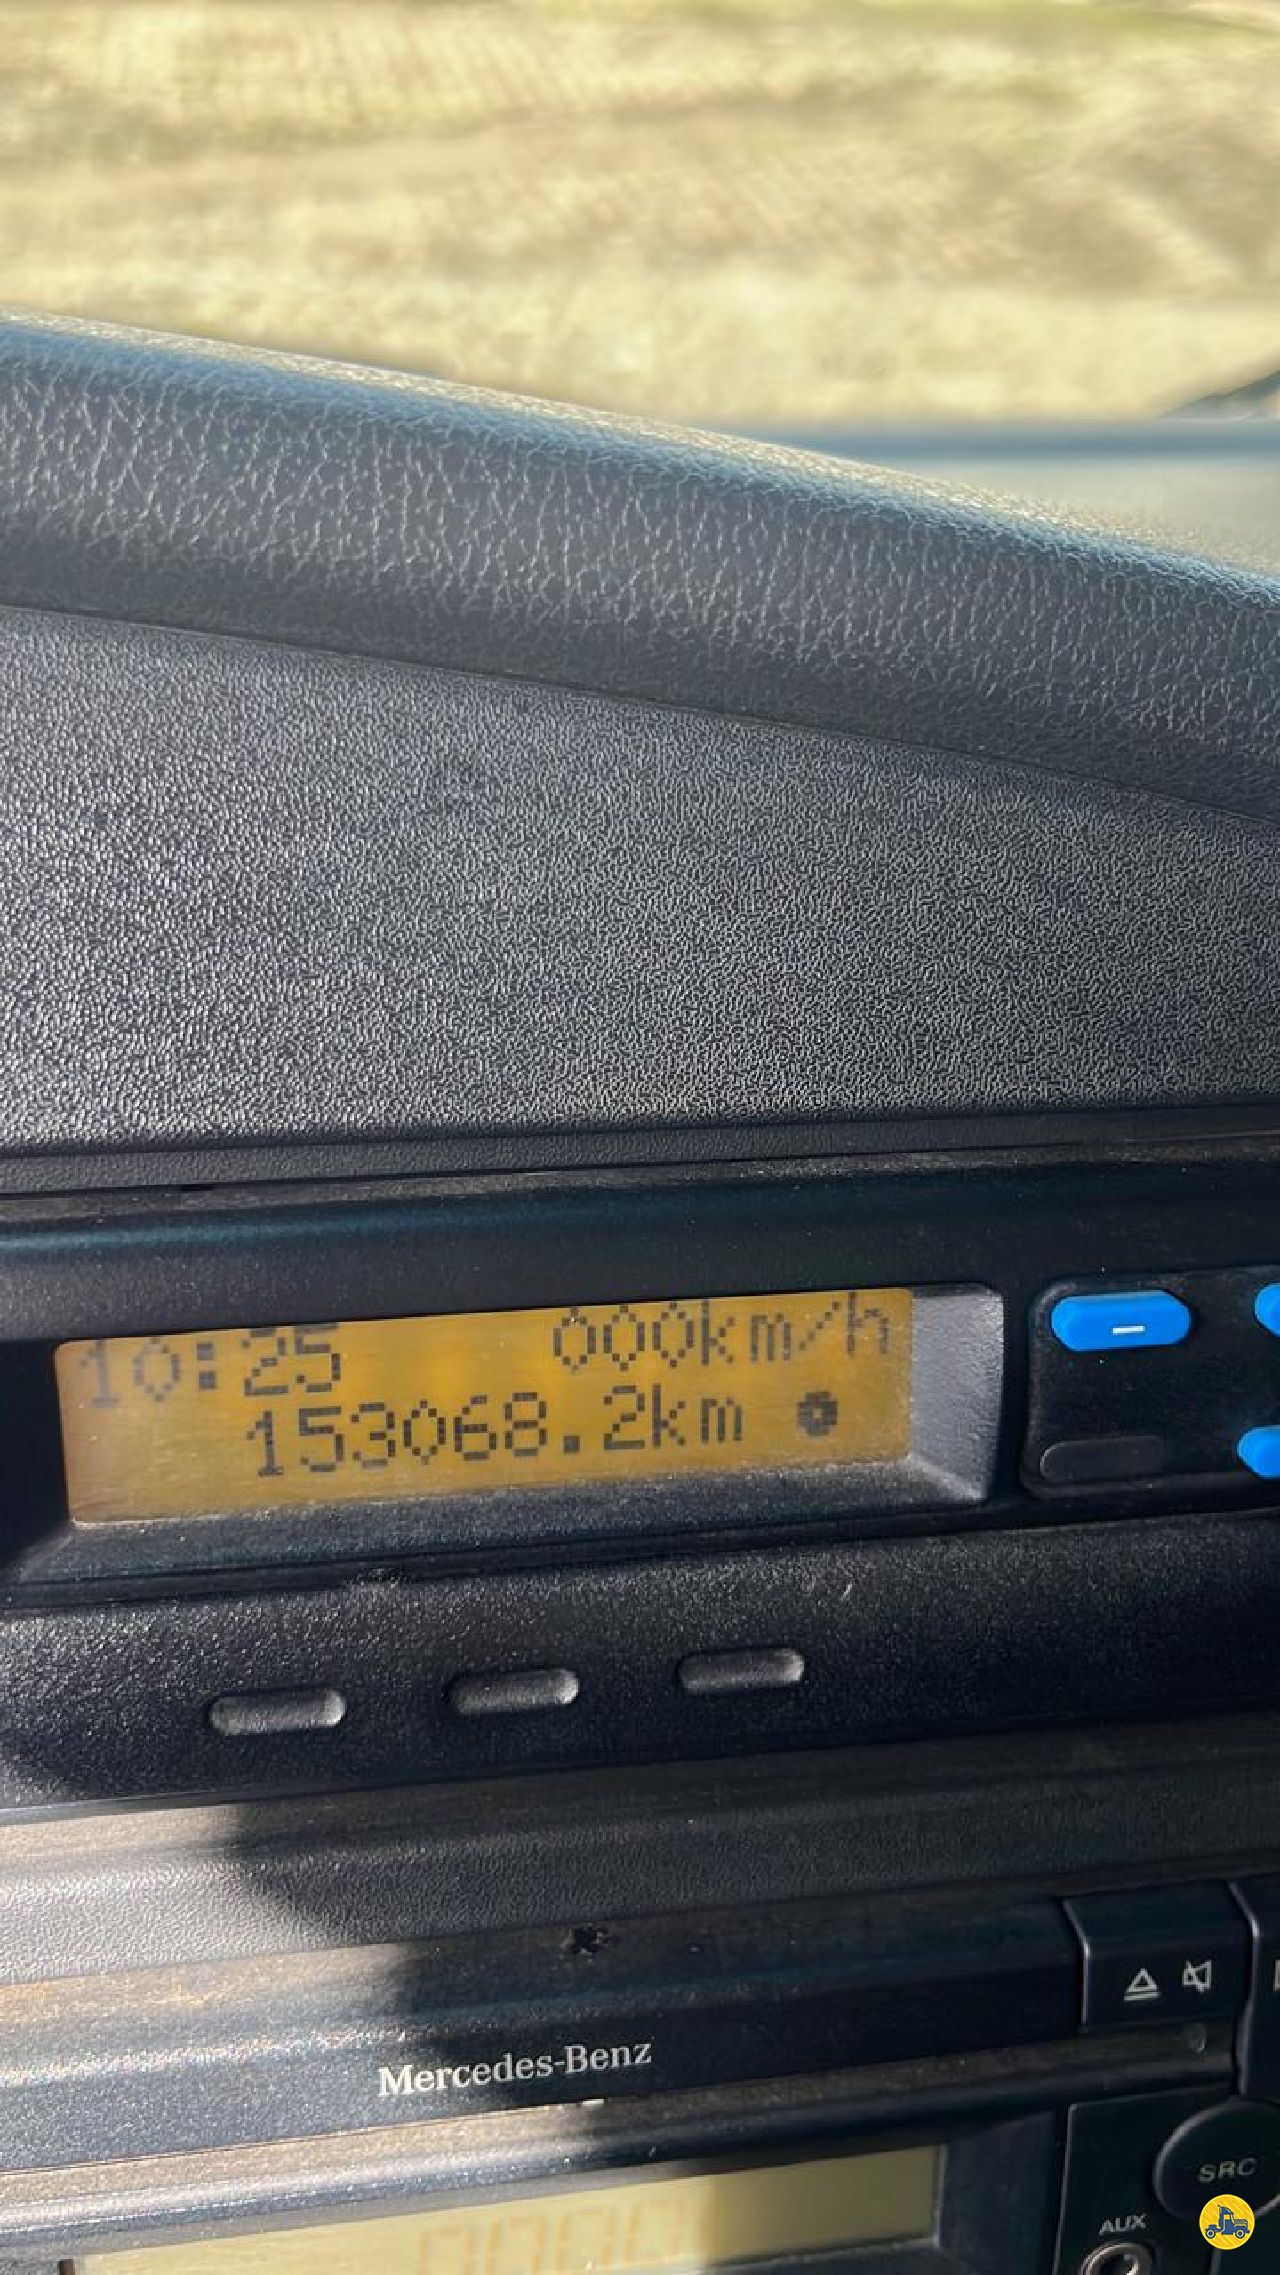 10:25 000km/h
153068.2km
Mercedes-Benz
SRC
AUX